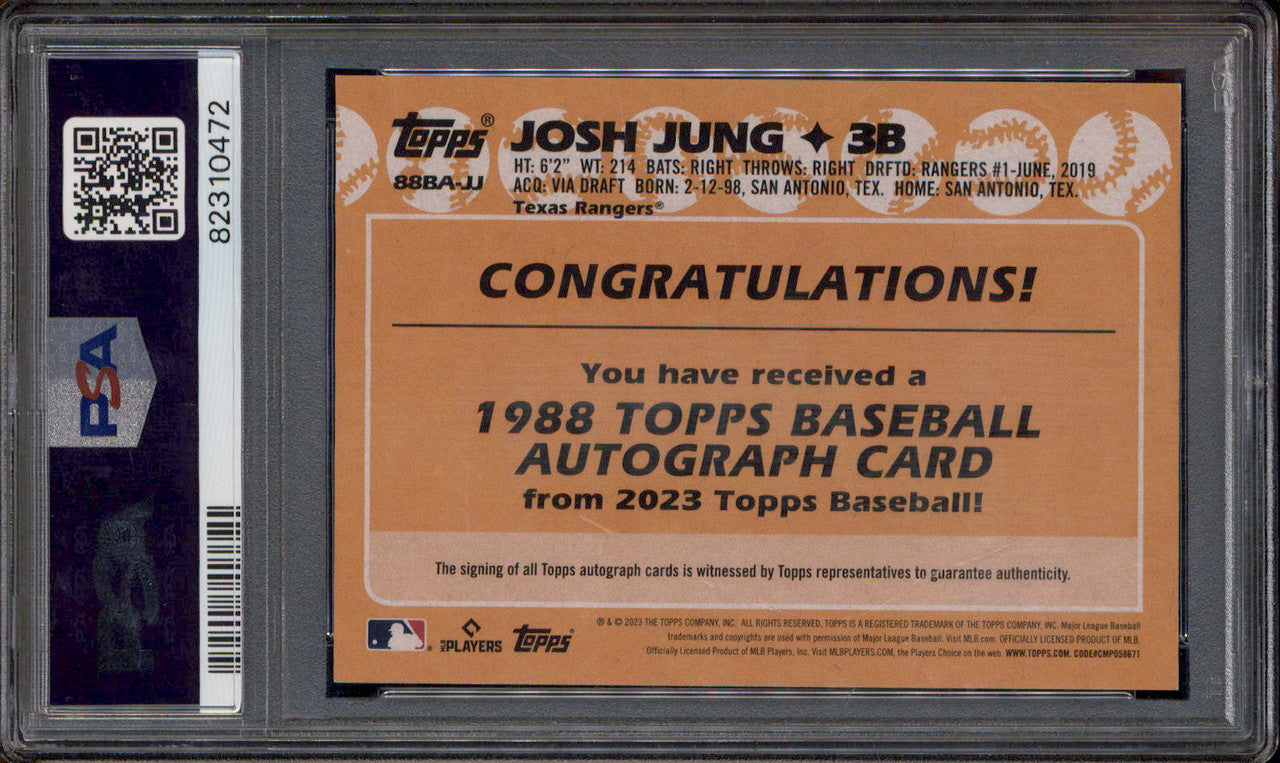 82310472
PSA
Topps®
88BA-JJ
JOSH JUNG ✦ 3B
HT: 6'2" WT: 214 BATS: RIGHT THROWS: RIGHT DRFTD: RANGERS #1-JUNE, 2019
ACQ: VIA DRAFT BORN: 2-12-98, SAN ANTONIO, TEX. HOME: SAN ANTONIO, TEX.
Texas Rangers®
CONGRATULATIONS!
You have received a
1988 TOPPS BASEBALL
AUTOGRAPH CARD
from 2023 Topps Baseball!
The signing of all Topps autograph cards is witnessed by Topps representatives to guarantee authenticity.
MLB PLAYERS
Topps
® & © 2023 THE TOPPS COMPANY, INC. ALL RIGHTS RESERVED. TOPPS IS A REGISTERED TRADEMARK OF THE TOPPS COMPANY, INC. Major League Baseball
trademarks and copyrights are used with permission of Major League Baseball. Visit MLB.com. OFFICIALLY LICENSED PRODUCT OF MLB.
Officially Licensed Product of MLB Players, Inc. Visit MLBPLAYERS.COM, the Players Choice on the web. WWW.TOPPS.COM. CODE#CMP058671